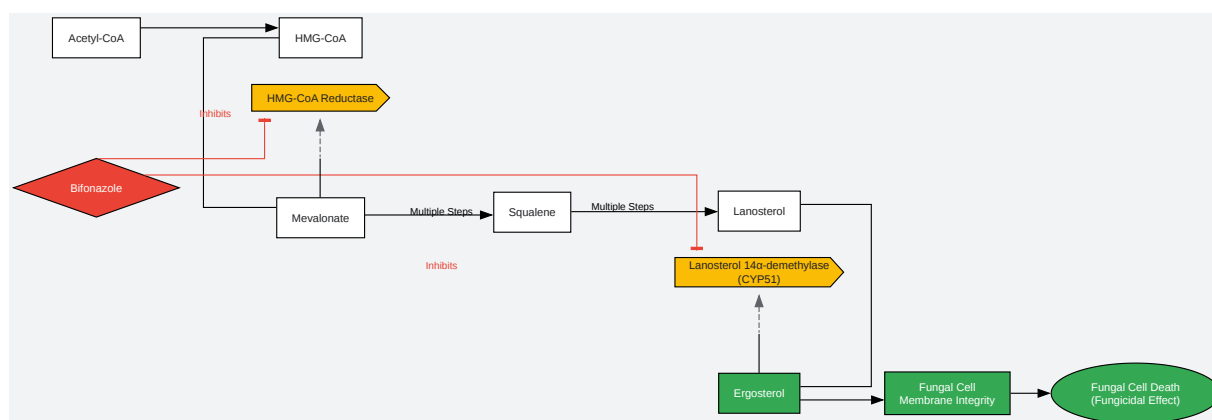 Acetyl-CoA
HMG-CoA
HMG-CoA Reductase
Inhibits
Bifonazole
Mevalonate
Multiple Steps
Squalene
Multiple Steps
Lanosterol
Inhibits
Lanosterol 14α-demethylase
(CYP51)
Ergosterol
Fungal Cell
Membrane Integrity
Fungal Cell Death
(Fungicidal Effect)